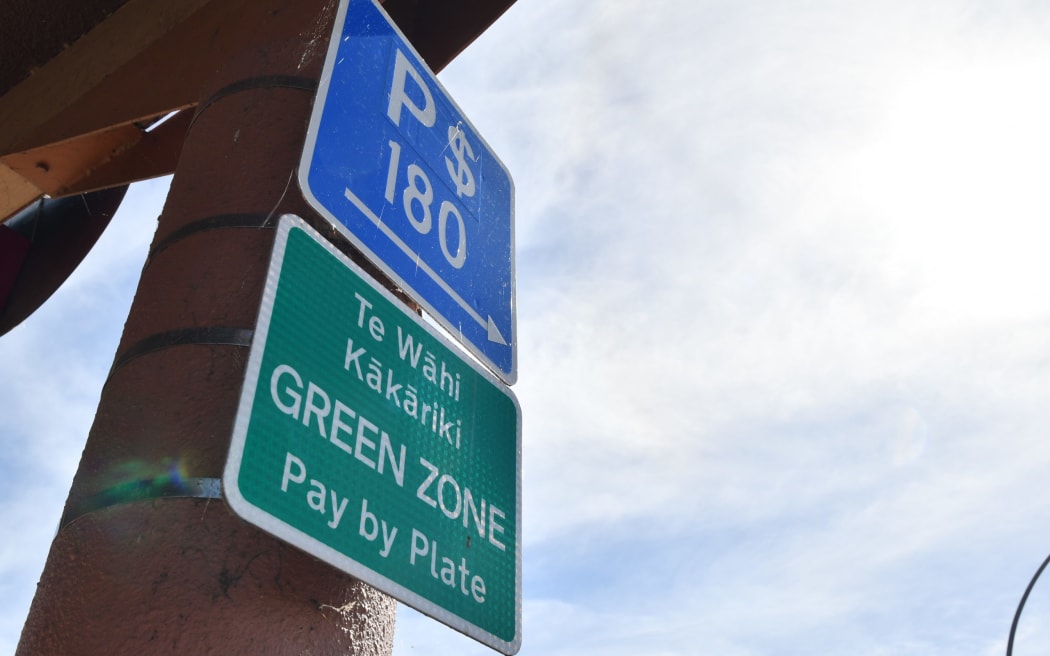 P $
180
Te Wāhi
Kākāriki
GREEN ZONE
Pay by Plate